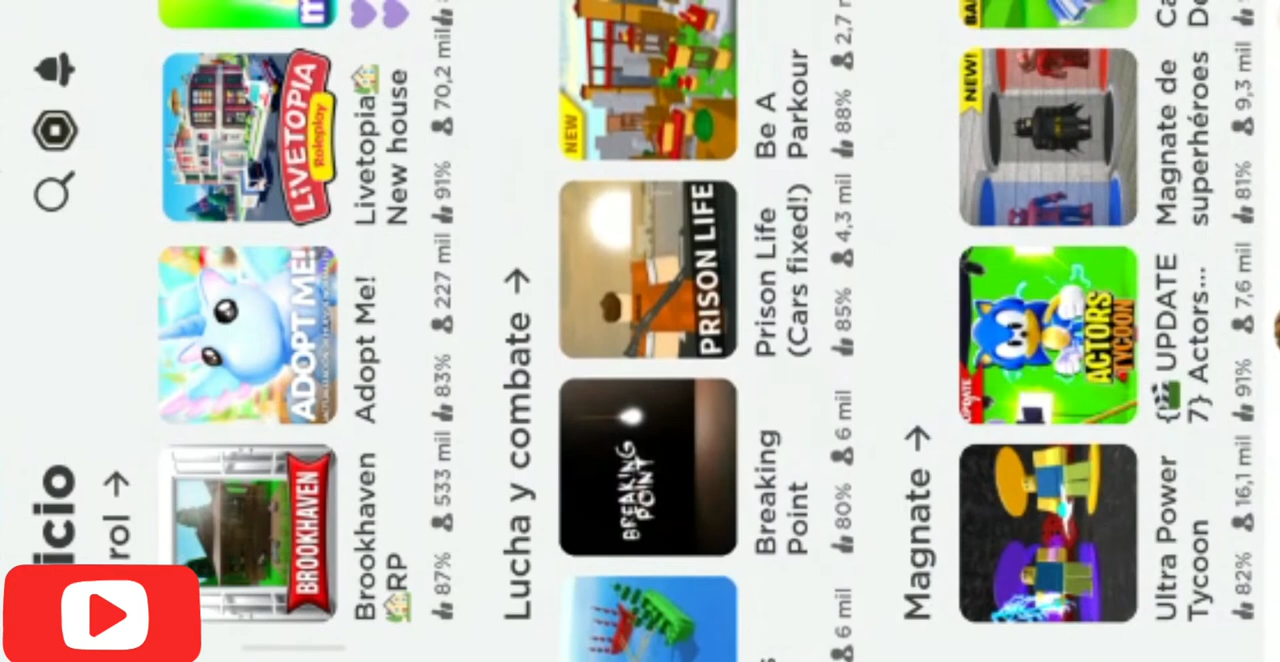 icio
rol →
BROOKHAVEN
ADOPT ME!
LIVETOPIA
Roleplay
Brookhaven
RP
Adopt Me!
Livetopia
New house
87% 533 mil
83% 227 mil
91% 70,2 mil
Lucha y combate →
BREAKING
POINT
PRISON LIFE
NEW
Breaking
Point
Prison Life
(Cars fixed!)
Be A
Parkour
6 mil
80% 6 mil
85% 4,3 mil
88% 2,7
Magnate →
UPDATE
ACTORS
TYCOON
NEW!
Ultra Power
Tycoon
{ UPDATE
7} Actors...
Magnate de
superhéroes
82% 16,1 mil
91% 7,6 mil
81% 9,3 mil